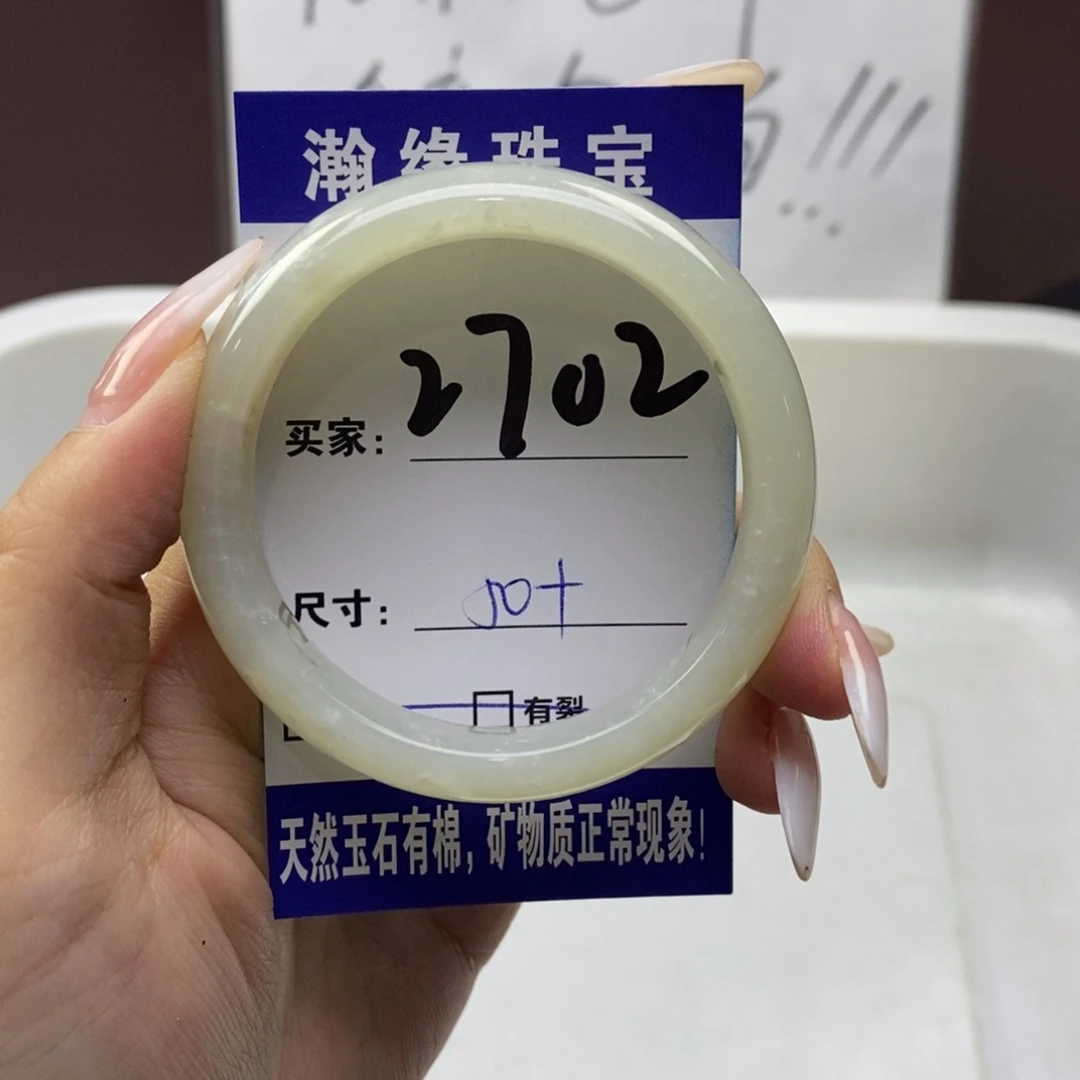 瀚缘珠宝
买家: 2702
尺寸: 50+
有裂
天然玉石有棉, 矿物质正常现象!